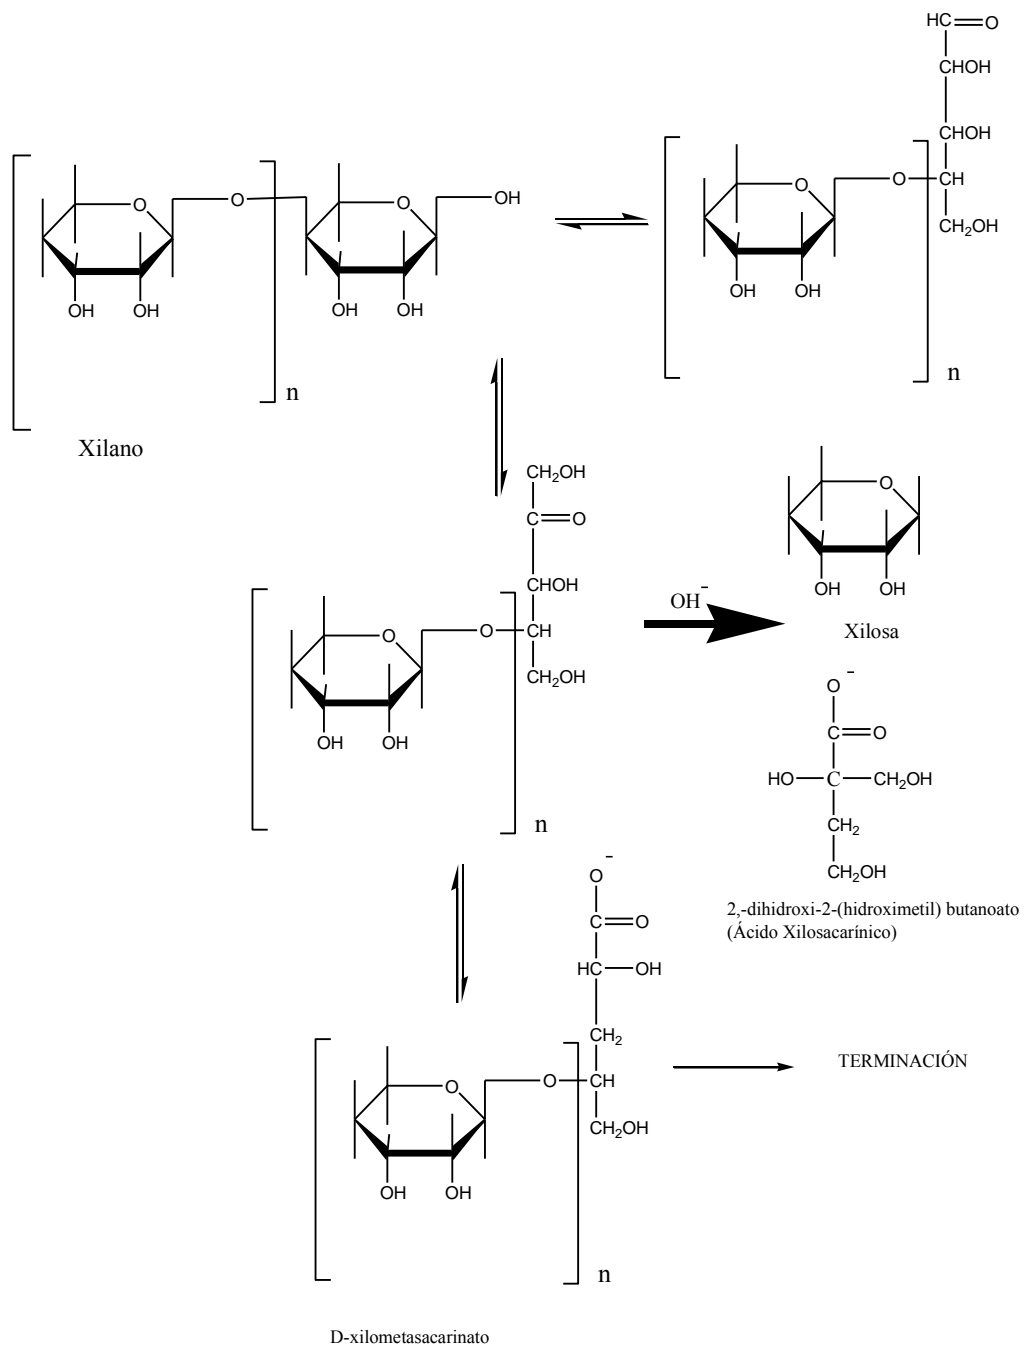 HC=O
CHOH
CHOH
O CH
CH₂OH
O
OH OH
n
O O O OH
OH OH OH OH
n
Xilano
CH₂OH
C=O
CHOH
O CH
CH₂OH
O
OH OH
n
OH⁻
O
OH OH
Xilosa
O⁻
C=O
HO C CH₂OH
CH₂
CH₂OH
2,-dihidroxi-2-(hidroximetil) butanoato
(Ácido Xilosacarínico)
O⁻
C=O
HC OH
CH₂
O CH
CH₂OH
O
OH OH
n
TERMINACIÓN
D-xilometasacarinato